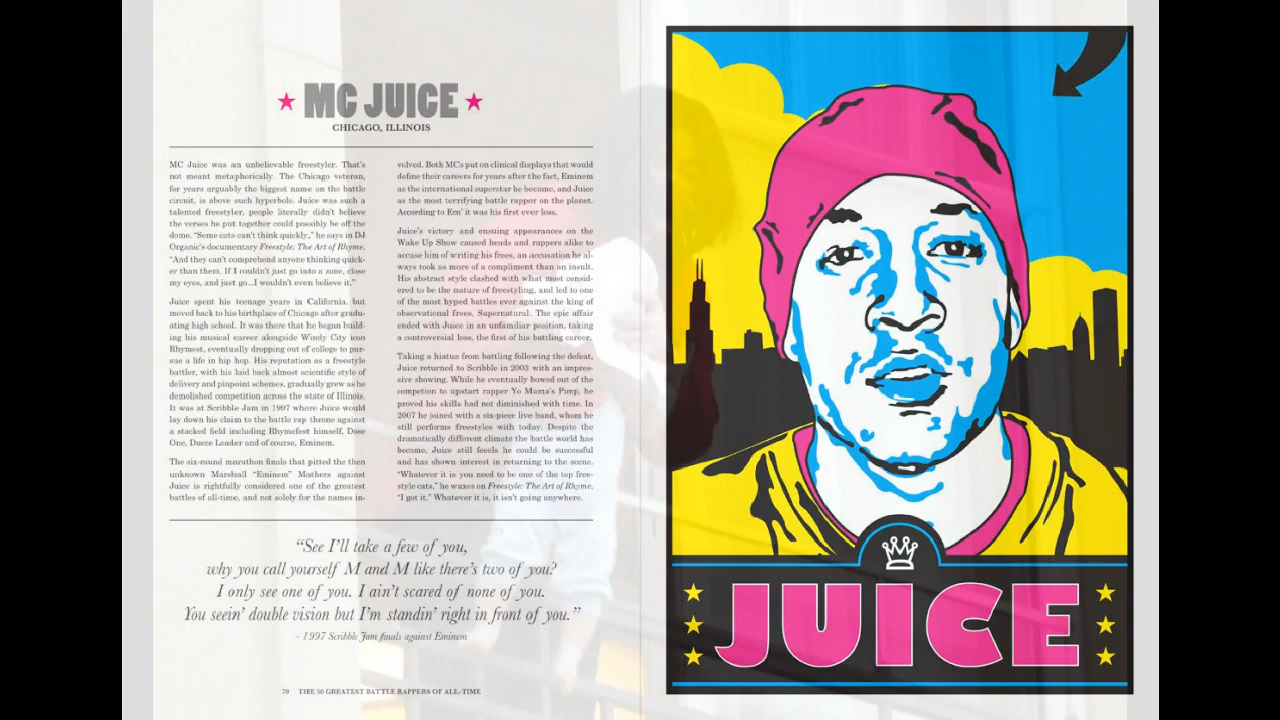 MC JUICE
CHICAGO, ILLINOIS
MC Juice was an unbelievable freestyler. That's
not meant metaphorically. The Chicago veteran,
for years arguably the biggest name on the battle
circuit, is above such hyperbole. Juice was such a
talented freestyler, people literally didn't believe
the verses he put together could possibly be off the
dome. “Some cats can't think quickly,” he says in DJ
Organic's documentary Freestyle: The Art of Rhyme.
“And they can't comprehend anyone thinking quick-
er than them. If I couldn't just go into a zone, close
my eyes, and just go...I wouldn't even believe it.”
Juice spent his teenage years in California, but
moved back to his birthplace of Chicago after gradu-
ating high school. It was there that he began build-
ing his musical career alongside Windy City icon
Rhymest, eventually dropping out of college to pur-
sue a life in hip hop. His reputation as a freestyle
battler, with his laid back almost scientific style of
delivery and pinpoint schemes, gradually grew as he
demolished competition across the state of Illinois.
It was at Scribble Jam in 1997 where Juice would
lay down his claim to the battle rap throne against
a stacked field including Rhymefest himself, Dose
One, Duece Leader and of course, Eminem.
The six-round marathon finals that pitted the then
unknown Marshall “Eminem” Mathers against
Juice is rightfully considered one of the greatest
battles of all-time, and not solely for the names in-
volved. Both MCs put on clinical displays that would
define their careers for years after the fact, Eminem
as the international superstar he became, and Juice
as the most terrifying battle rapper on the planet.
According to Em' it was his first ever loss.
Juice's victory and ensuing appearances on the
Wake Up Show caused heads and rappers alike to
accuse him of writing his frees, an accusation he al-
ways took as more of a compliment than an insult.
His abstract style clashed with what most consid-
ered to be the nature of freestyling, and led to one
of the most hyped battles ever against the king of
observational frees, Supernatural. The epic affair
ended with Juice in an unfamiliar position, taking
a controversial loss, the first of his battling career.
Taking a hiatus from battling following the defeat,
Juice returned to Scribble in 2003 with an impres-
sive showing. While he eventually bowed out of the
competion to upstart rapper Yo Mama's Pimp, he
proved his skills had not diminished with time. In
2007 he joined with a six-piece live band, whom he
still performs freestyles with today. Despite the
dramatically different climate the battle world has
become, Juice still feels he could be successful
and has shown interest in returning to the scene.
“Whatever it is you need to be one of the top free-
style cats,” he waxes on Freestyle: The Art of Rhyme,
“I got it.” Whatever it is, it isn't going anywhere.
“See I'll take a few of you,
why you call yourself M and M like there's two of you?
I only see one of you. I ain't scared of none of you.
You seein' double vision but I'm standin' right in front of you.”
- 1997 Scribble Jam finals against Eminem
70 THE 50 GREATEST BATTLE RAPPERS OF ALL-TIME
JUICE